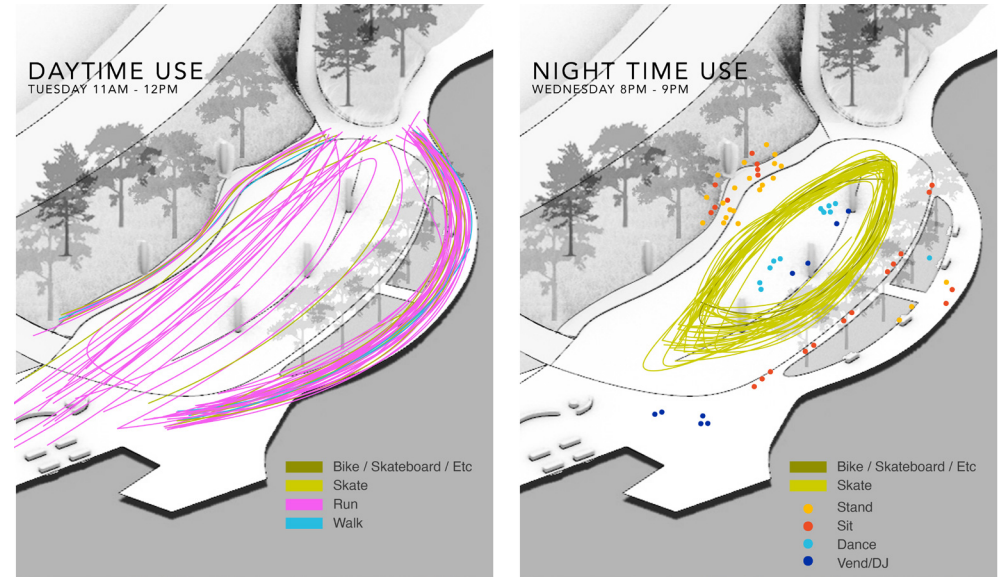 DAYTIME USE
TUESDAY 11AM - 12PM
Bike / Skateboard / Etc
Skate
Run
Walk
NIGHT TIME USE
WEDNESDAY 8PM - 9PM
Bike / Skateboard / Etc
Skate
Stand
Sit
Dance
Vend/DJ